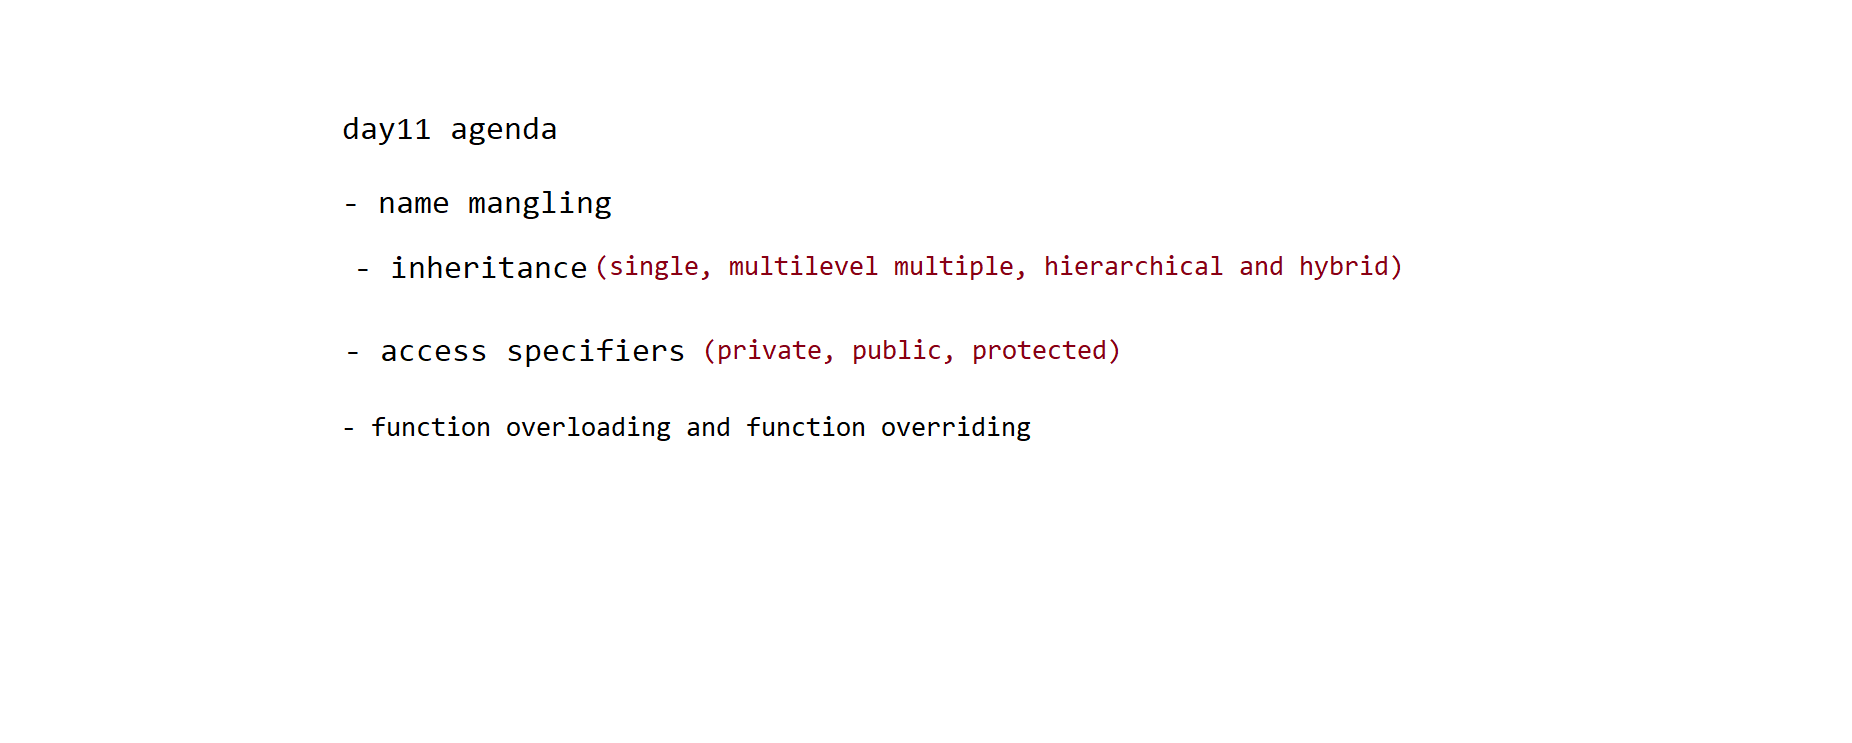 day11 agenda
- name mangling
- inheritance (single, multilevel multiple, hierarchical and hybrid)
- access specifiers (private, public, protected)
- function overloading and function overriding